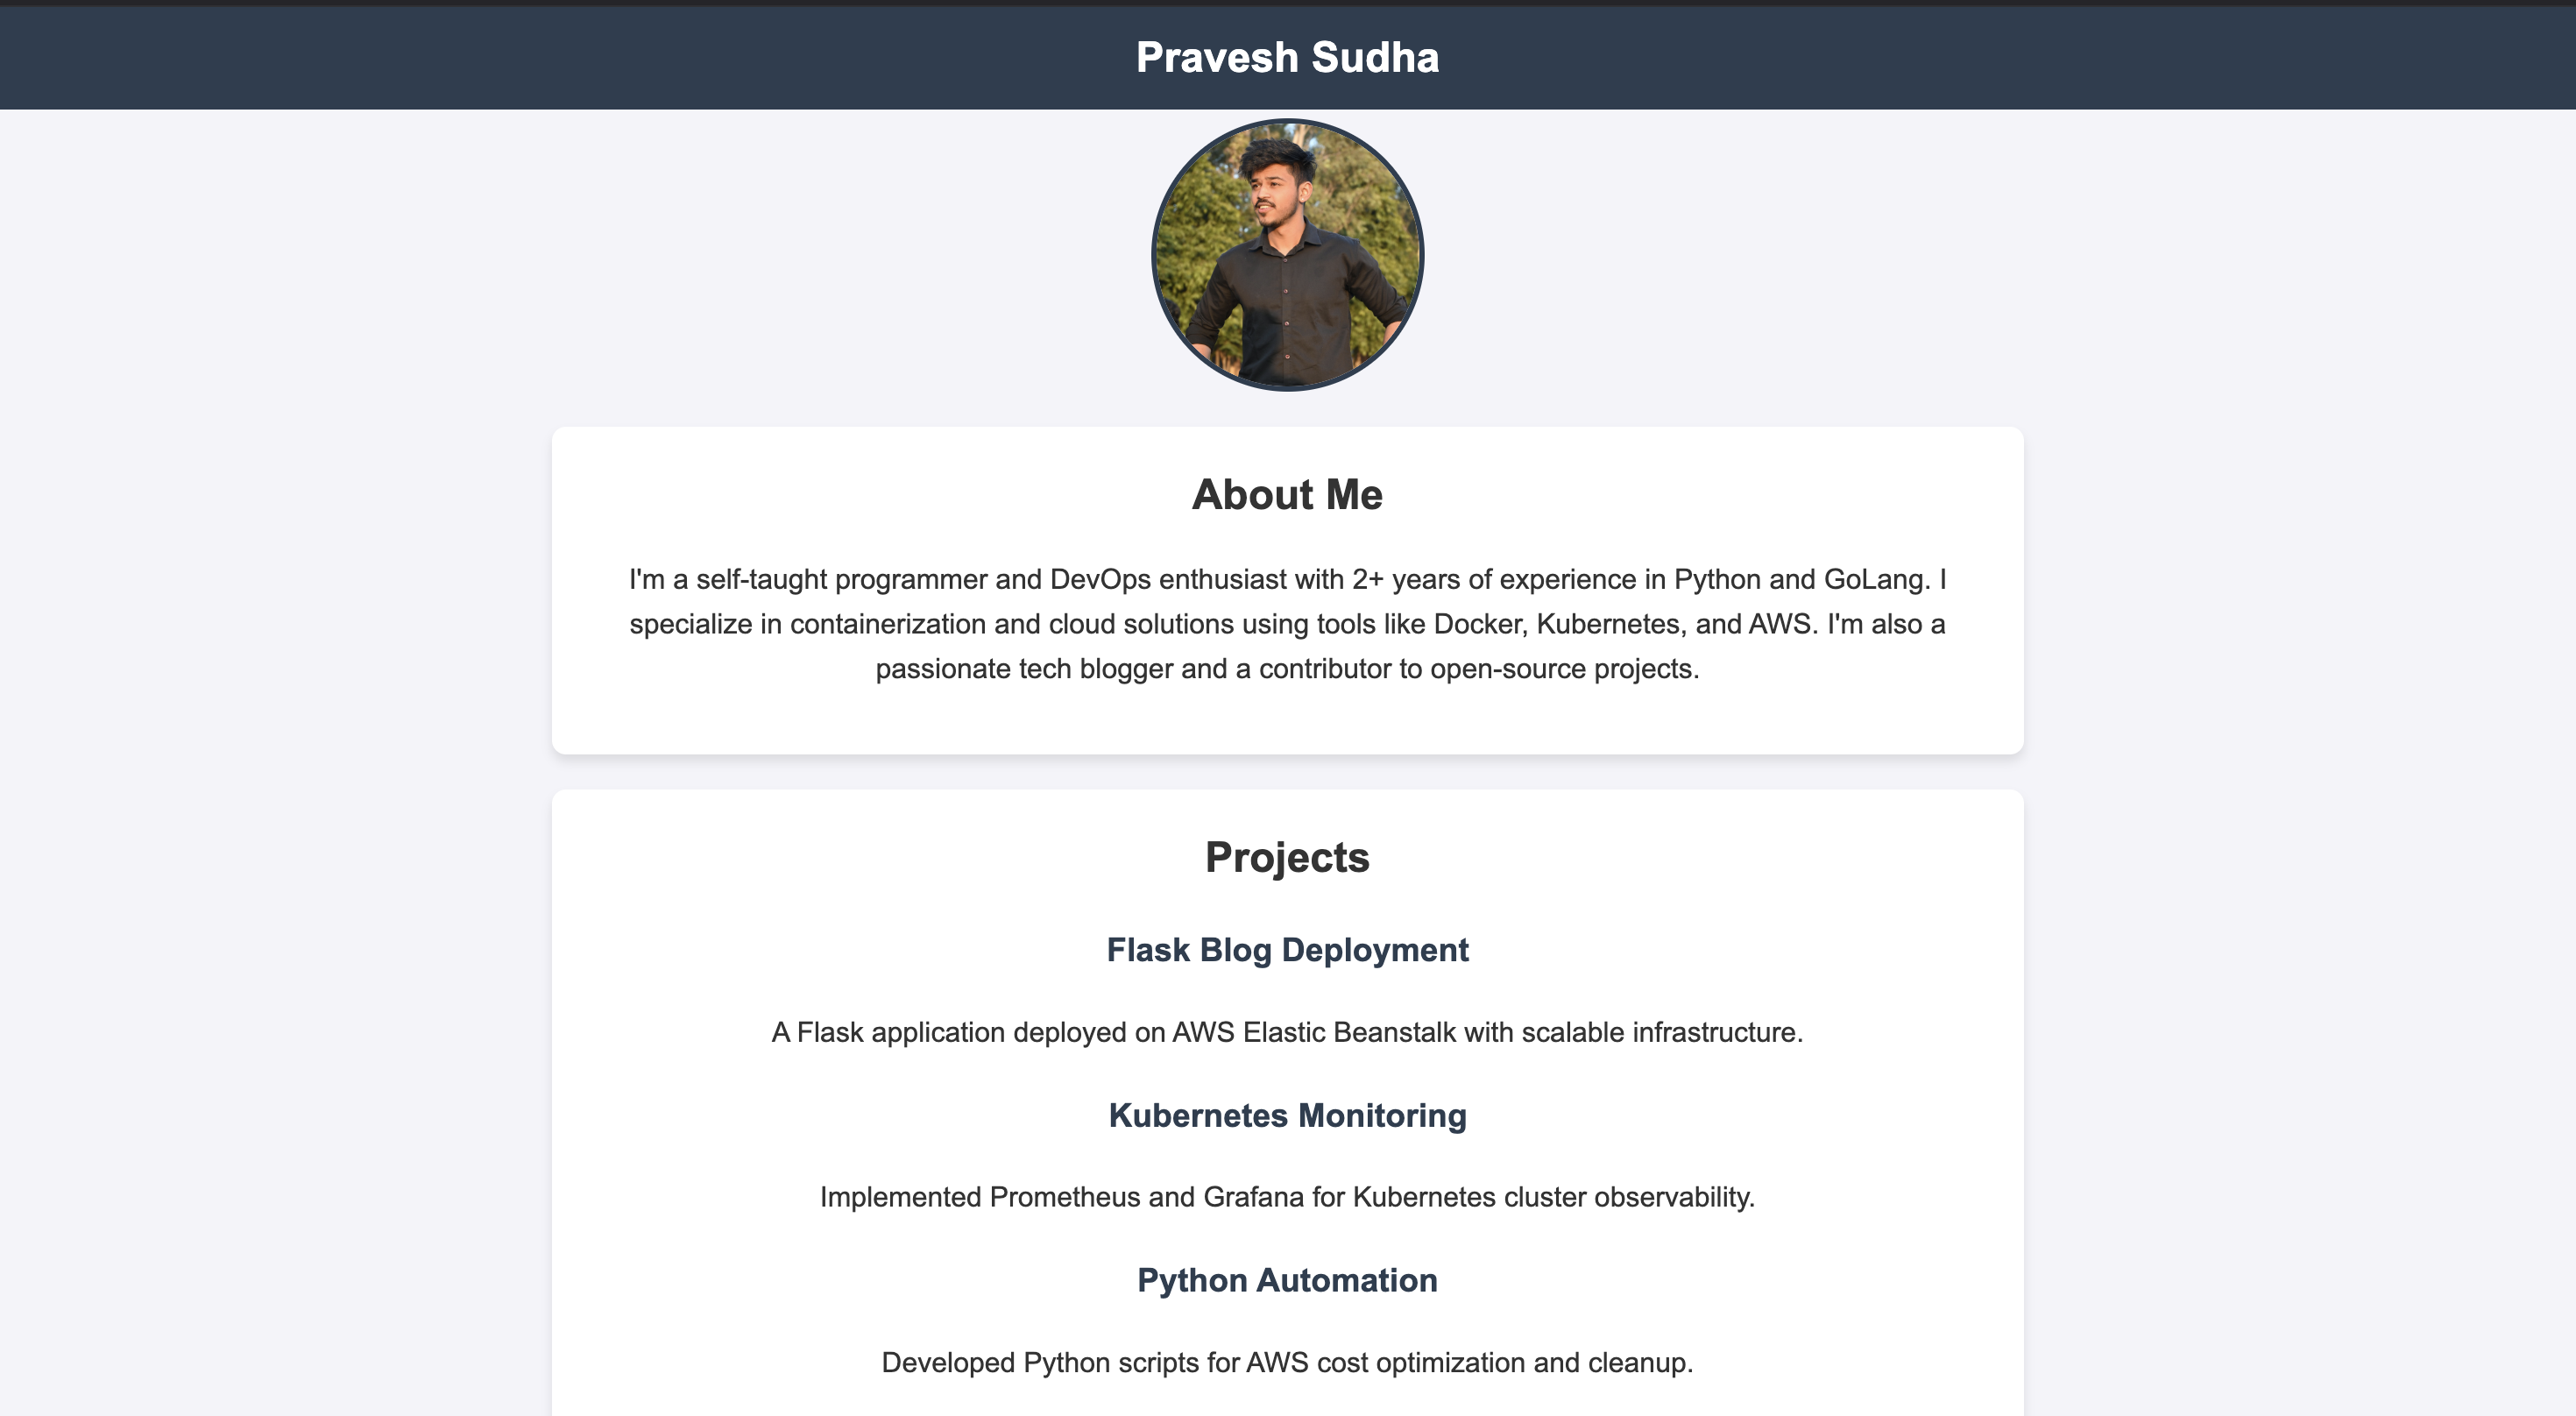 Pravesh Sudha
About Me
I'm a self-taught programmer and DevOps enthusiast with 2+ years of experience in Python and GoLang. I
specialize in containerization and cloud solutions using tools like Docker, Kubernetes, and AWS. I'm also a
passionate tech blogger and a contributor to open-source projects.
Projects
Flask Blog Deployment
A Flask application deployed on AWS Elastic Beanstalk with scalable infrastructure.
Kubernetes Monitoring
Implemented Prometheus and Grafana for Kubernetes cluster observability.
Python Automation
Developed Python scripts for AWS cost optimization and cleanup.